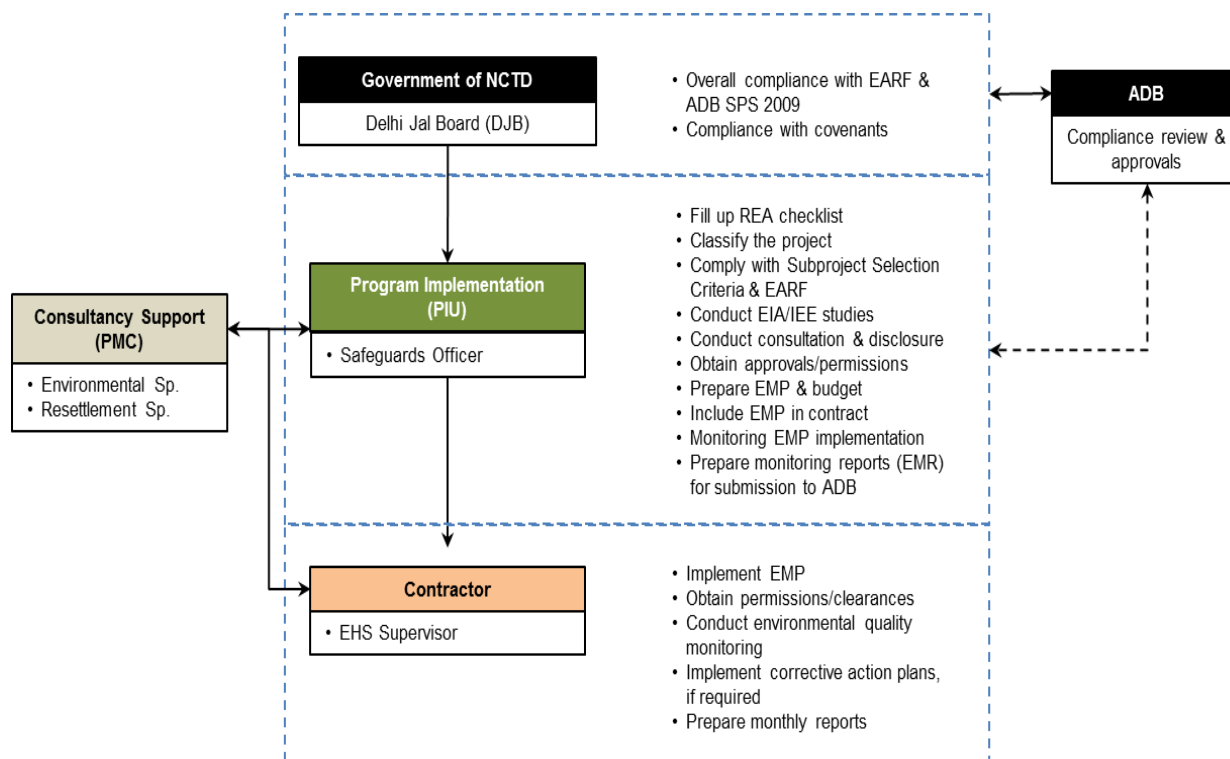 Government of NCTD
Delhi Jal Board (DJB)
• Overall compliance with EARF &
ADB SPS 2009
• Compliance with covenants
ADB
Compliance review &
approvals
Consultancy Support
(PMC)
• Environmental Sp.
• Resettlement Sp.
Program Implementation
(PIU)
• Safeguards Officer
• Fill up REA checklist
• Classify the project
• Comply with Subproject Selection
Criteria & EARF
• Conduct EIA/IEE studies
• Conduct consultation & disclosure
• Obtain approvals/permissions
• Prepare EMP & budget
• Include EMP in contract
• Monitoring EMP implementation
• Prepare monitoring reports (EMR)
for submission to ADB
Contractor
• EHS Supervisor
• Implement EMP
• Obtain permissions/clearances
• Conduct environmental quality
monitoring
• Implement corrective action plans,
if required
• Prepare monthly reports